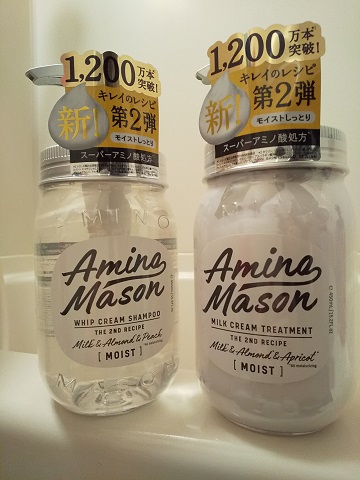 1,200万本突破!
キレイのレシピ
新!
第2弾
モイストしっとり
スーパーアミノ酸処方
AMINO
Amino
Mason
WHIP CREAM SHAMPOO
THE 2ND RECIPE
Milk & Almond & Peach*
[ MOIST ]
1,200万本突破!
キレイのレシピ
新!
第2弾
モイストしっとり
スーパーアミノ酸処方
Amino
Mason
MILK CREAM TREATMENT
THE 2ND RECIPE
Milk & Almond & Apricot*
[ MOIST ]